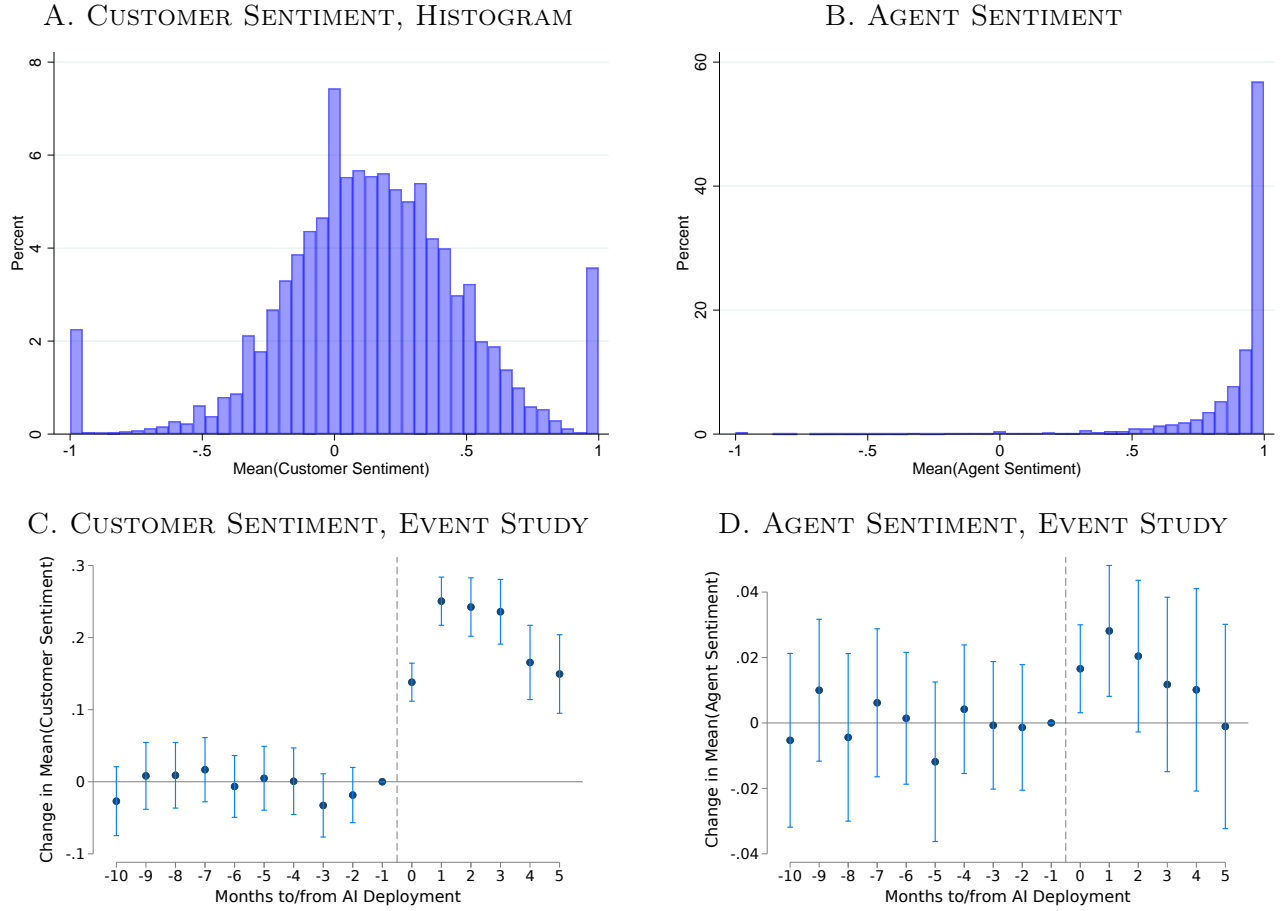 A. CUSTOMER SENTIMENT, HISTOGRAM
Percent
8
6
4
2
0
-1 -.5 0 .5 1
Mean(Customer Sentiment)
B. AGENT SENTIMENT
Percent
60
40
20
0
-1 -.5 0 .5 1
Mean(Agent Sentiment)
C. CUSTOMER SENTIMENT, EVENT STUDY
Change in Mean(Customer Sentiment)
.3
.2
.1
0
-.1
-10 -9 -8 -7 -6 -5 -4 -3 -2 -1 0 1 2 3 4 5
Months to/from AI Deployment
D. AGENT SENTIMENT, EVENT STUDY
Change in Mean(Agent Sentiment)
.04
.02
0
-.02
-.04
-10 -9 -8 -7 -6 -5 -4 -3 -2 -1 0 1 2 3 4 5
Months to/from AI Deployment